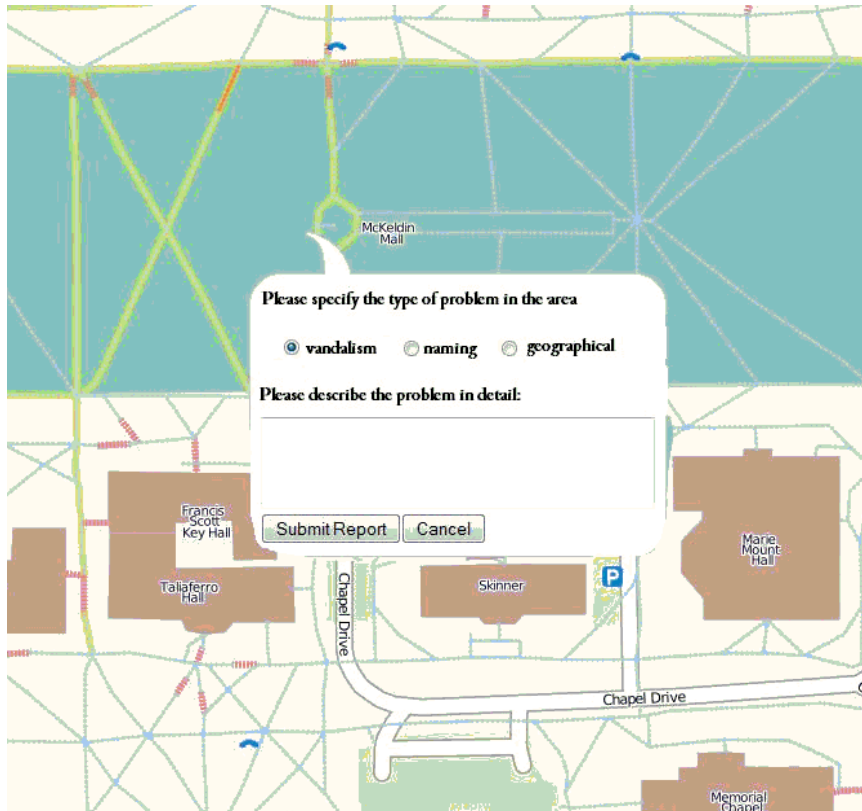 McKeldin
Mall
Please specify the type of problem in the area
vandalism naming geographical
Please describe the problem in detail:
Submit Report Cancel
Francis
Scott
Key Hall
Marie
Mount
Hall
Taliaferro
Hall
Skinner
P
Chapel Drive
Chapel Drive
Memorial
Chapel